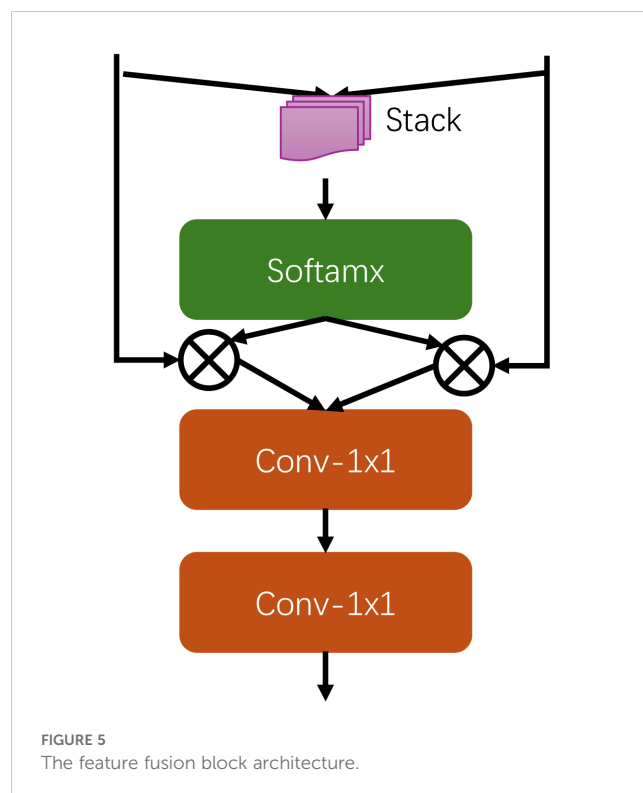 Stack
Softamx
Conv-1x1
Conv-1x1
FIGURE 5
The feature fusion block architecture.